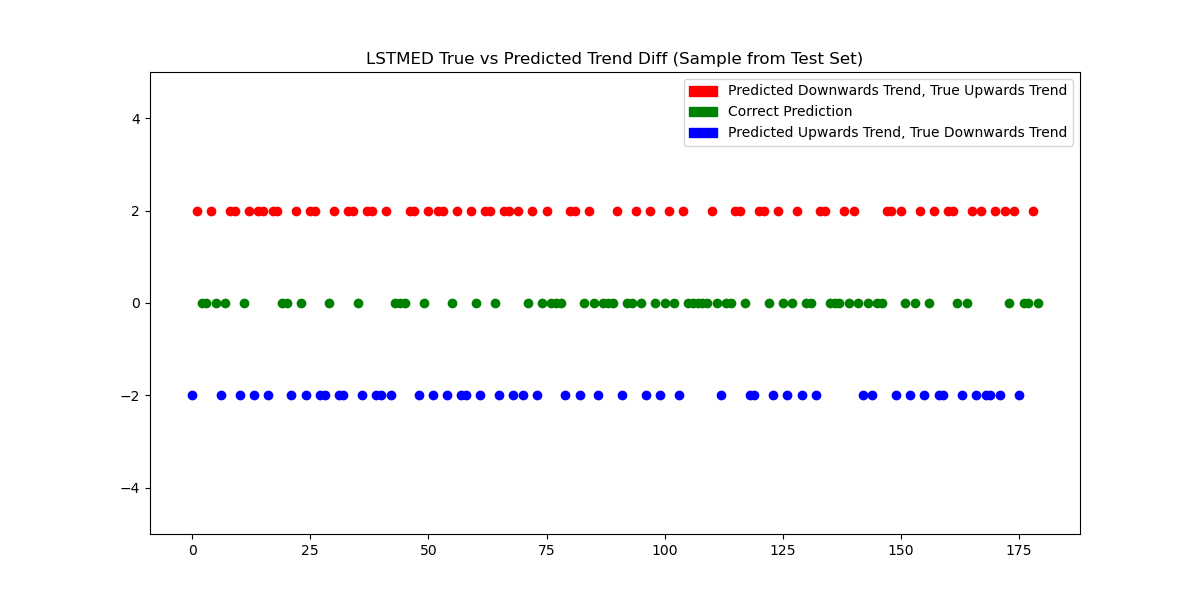 LSTMED True vs Predicted Trend Diff (Sample from Test Set)
Predicted Downwards Trend, True Upwards Trend
Correct Prediction
Predicted Upwards Trend, True Downwards Trend
4
2
0
−2
−4
0 25 50 75 100 125 150 175